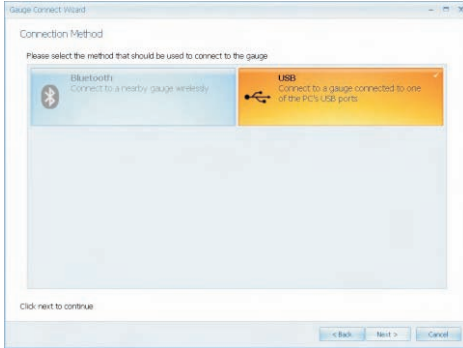 Gauge Connect Wizard
Connection Method
Please select the method that should be used to connect to the gauge
Bluetooth
Connect to a nearby gauge wirelessly
USB
Connect to a gauge connected to one
of the PC's USB ports
Click next to continue
< Back
Next >
Cancel